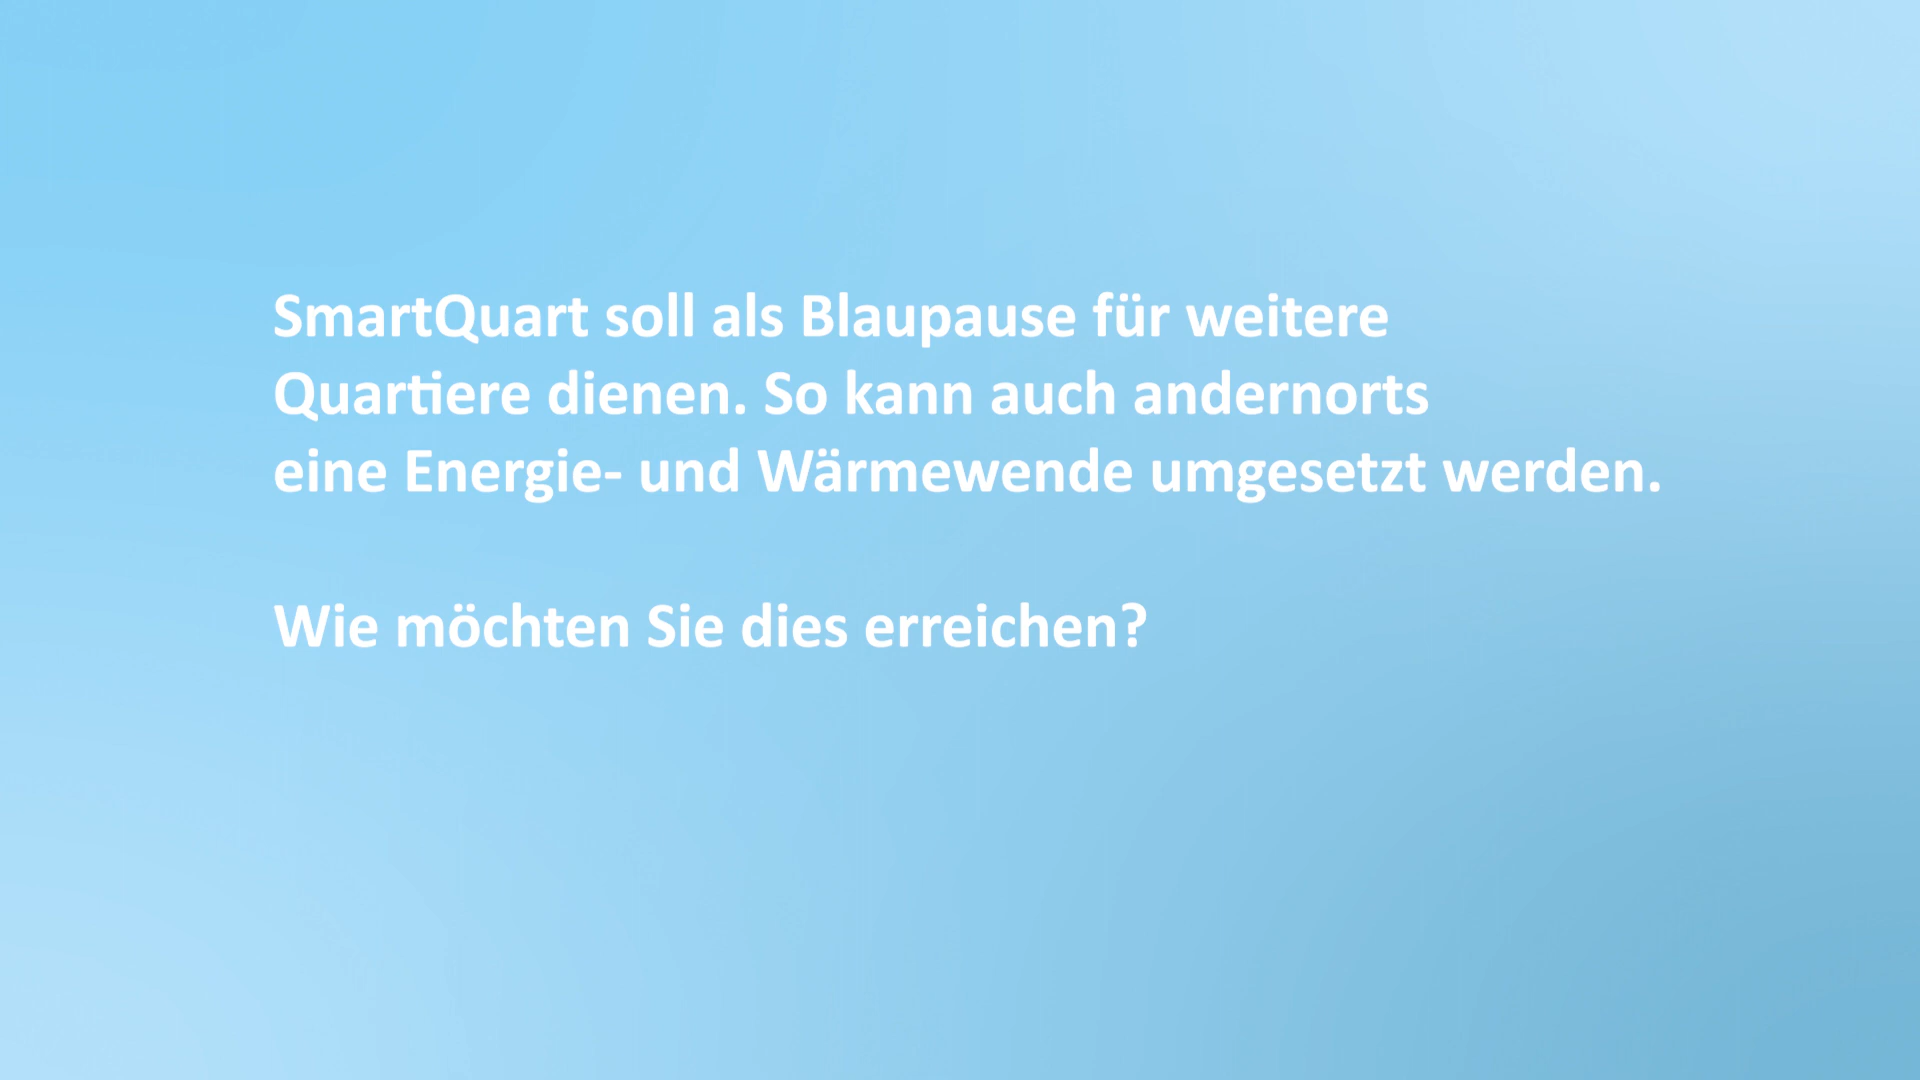 SmartQuart soll als Blaupause für weitere
Quartiere dienen. So kann auch andernorts
eine Energie- und Wärmewende umgesetzt werden.
Wie möchten Sie dies erreichen?